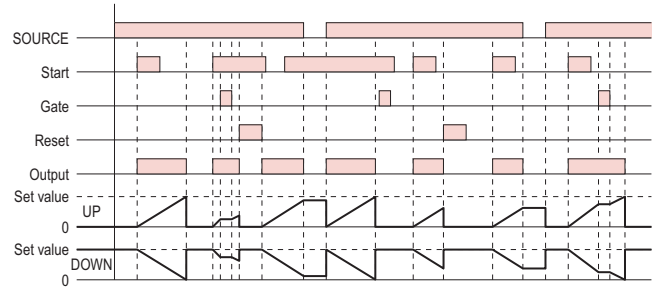 SOURCE
Start
Gate
Reset
Output
Set value
UP
0
Set value
DOWN
0